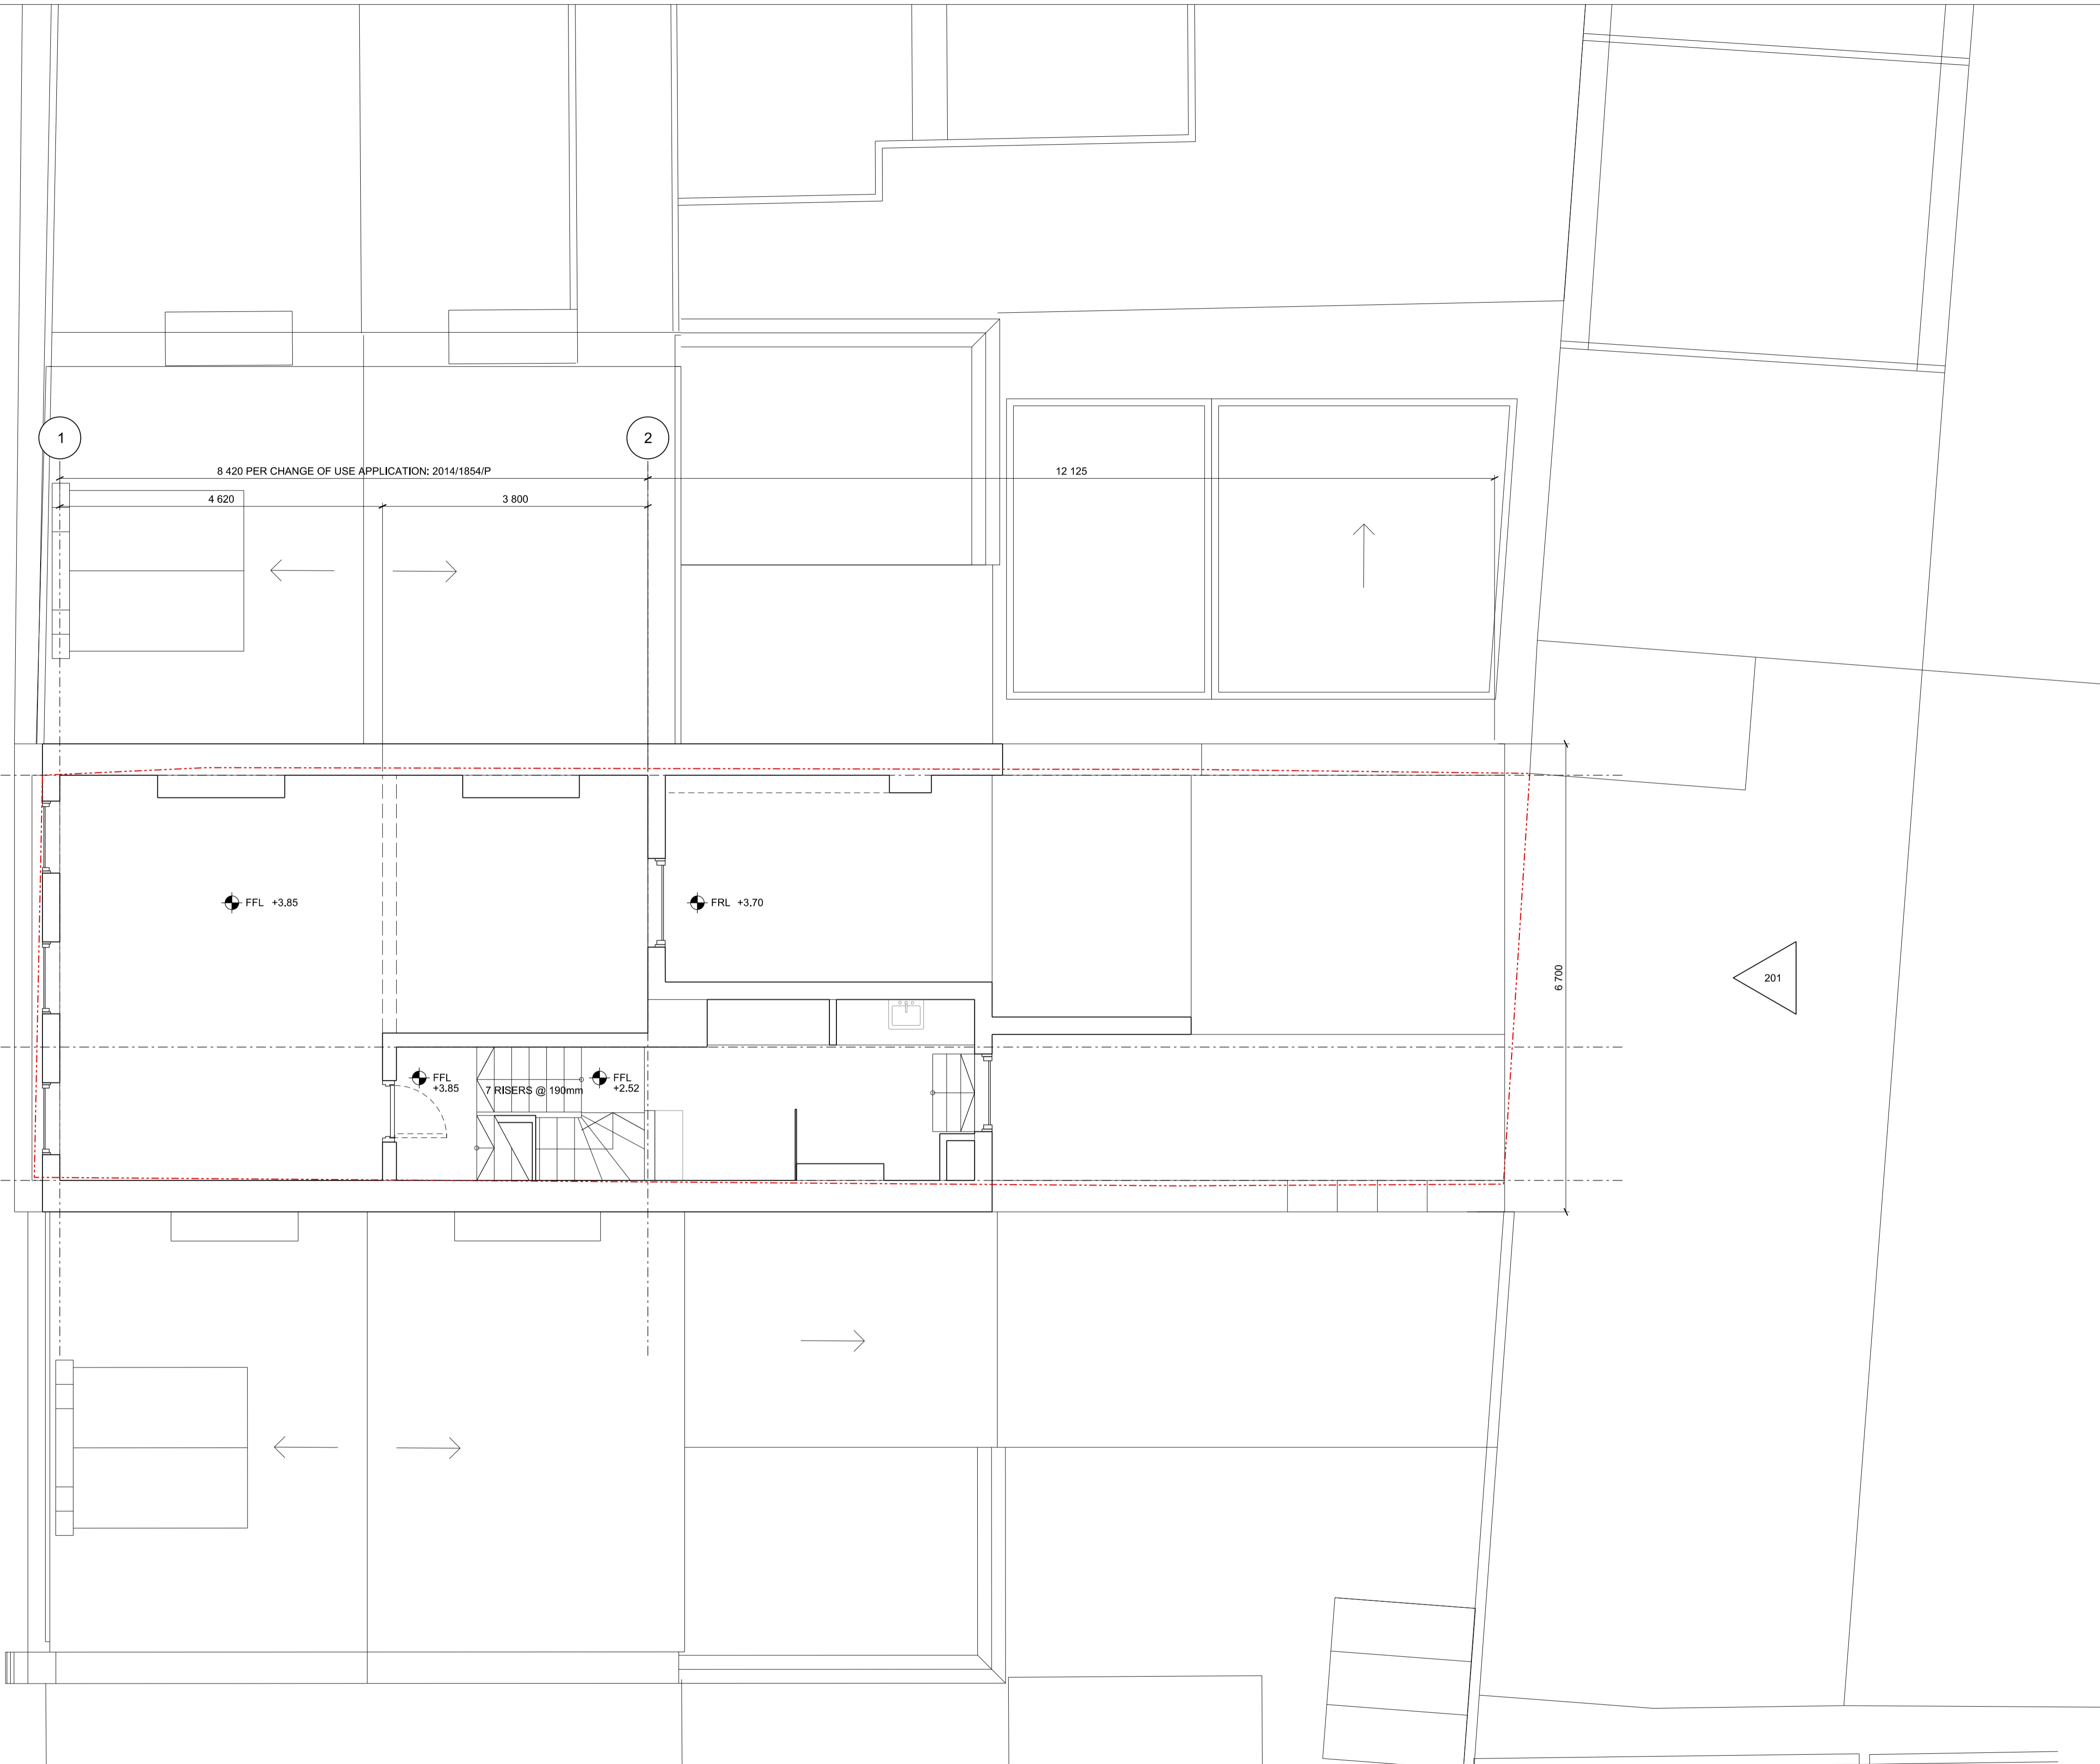 1
2
8 420 PER CHANGE OF USE APPLICATION: 2014/1854/P
12 125
4 620
3 800
FFL +3.85
FRL +3.70
6 700
201
FFL
+3.85
7 RISERS @ 190mm
FFL
+2.52